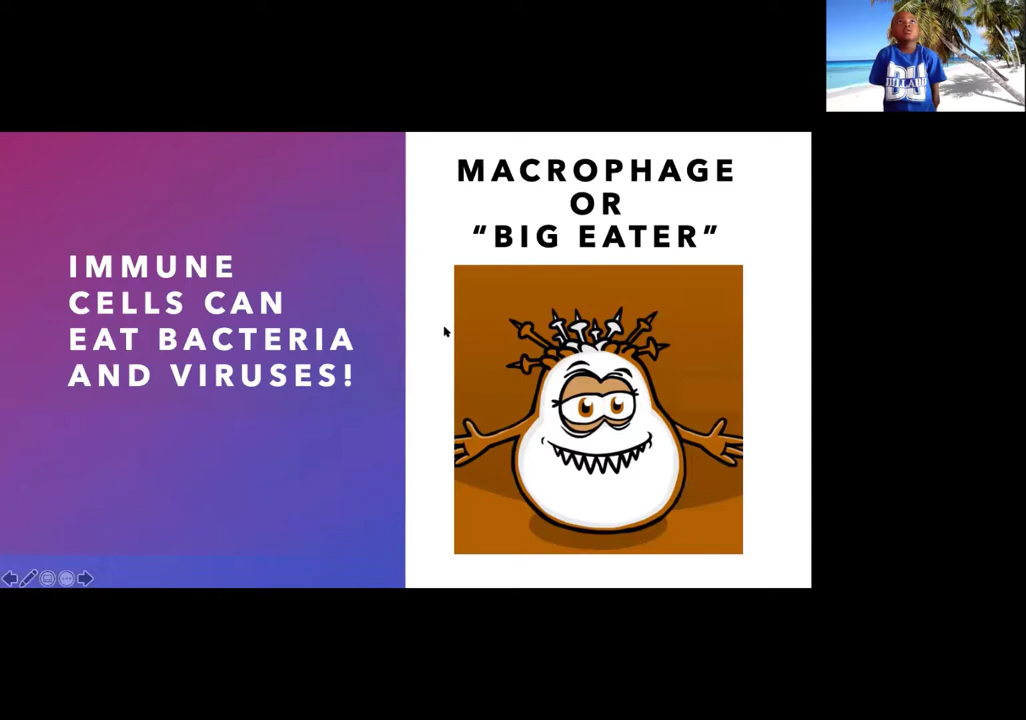 IMMUNE
CELLS CAN
EAT BACTERIA
AND VIRUSES!
MACROPHAGE
OR
“BIG EATER”